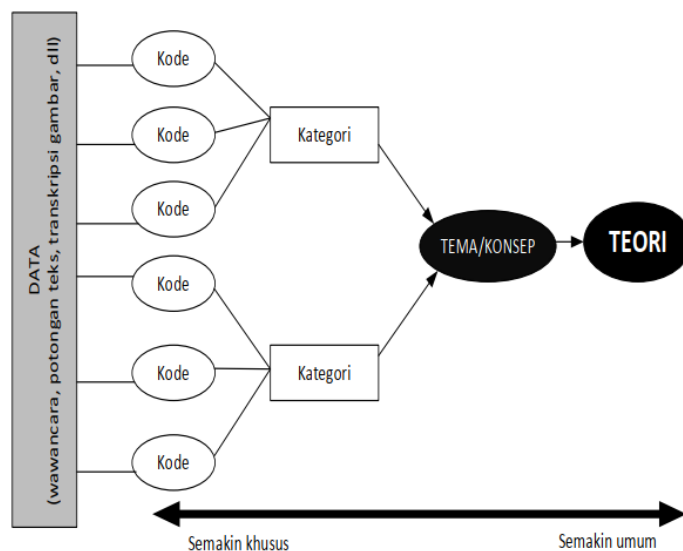 DATA
(wawancara, potongan teks, transkripsi gambar, dll)
Kode
Kode
Kode
Kode
Kode
Kode
Kategori
Kategori
TEMA/KONSEP
TEORI
Semakin khusus
Semakin umum